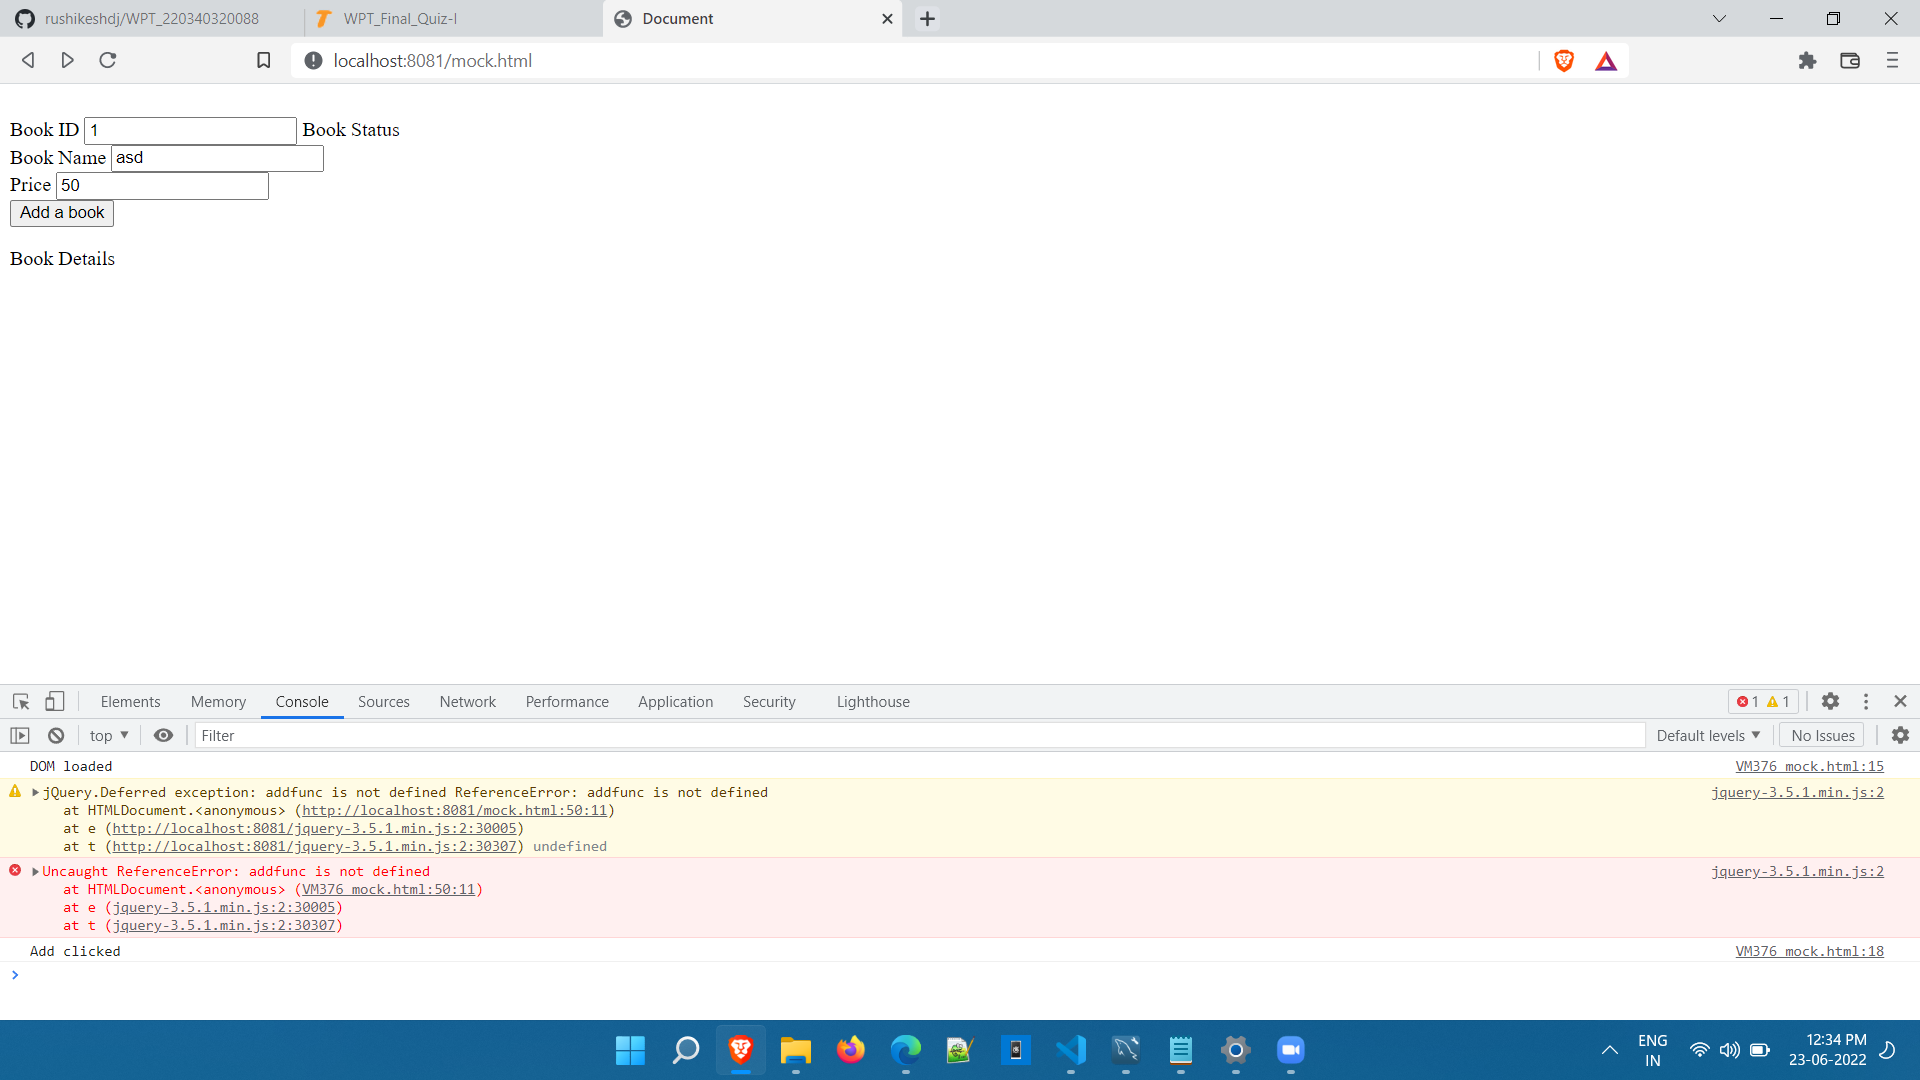 rushikeshdj/WPT_220340320088
WPT_Final_Quiz-I
Document
localhost:8081/mock.html
Book ID 1 Book Status
Book Name asd
Price 50
Add a book
Book Details
Elements Memory Console Sources Network Performance Application Security Lighthouse 1 1
top Filter Default levels No Issues
DOM loaded VM376 mock.html:15
jQuery.Deferred exception: addfunc is not defined ReferenceError: addfunc is not defined jquery-3.5.1.min.js:2
at HTMLDocument.<anonymous> (http://localhost:8081/mock.html:50:11)
at e (http://localhost:8081/jquery-3.5.1.min.js:2:30005)
at t (http://localhost:8081/jquery-3.5.1.min.js:2:30307) undefined
Uncaught ReferenceError: addfunc is not defined jquery-3.5.1.min.js:2
at HTMLDocument.<anonymous> (VM376 mock.html:50:11)
at e (jquery-3.5.1.min.js:2:30005)
at t (jquery-3.5.1.min.js:2:30307)
Add clicked VM376 mock.html:18
ENG
IN
12:34 PM
23-06-2022